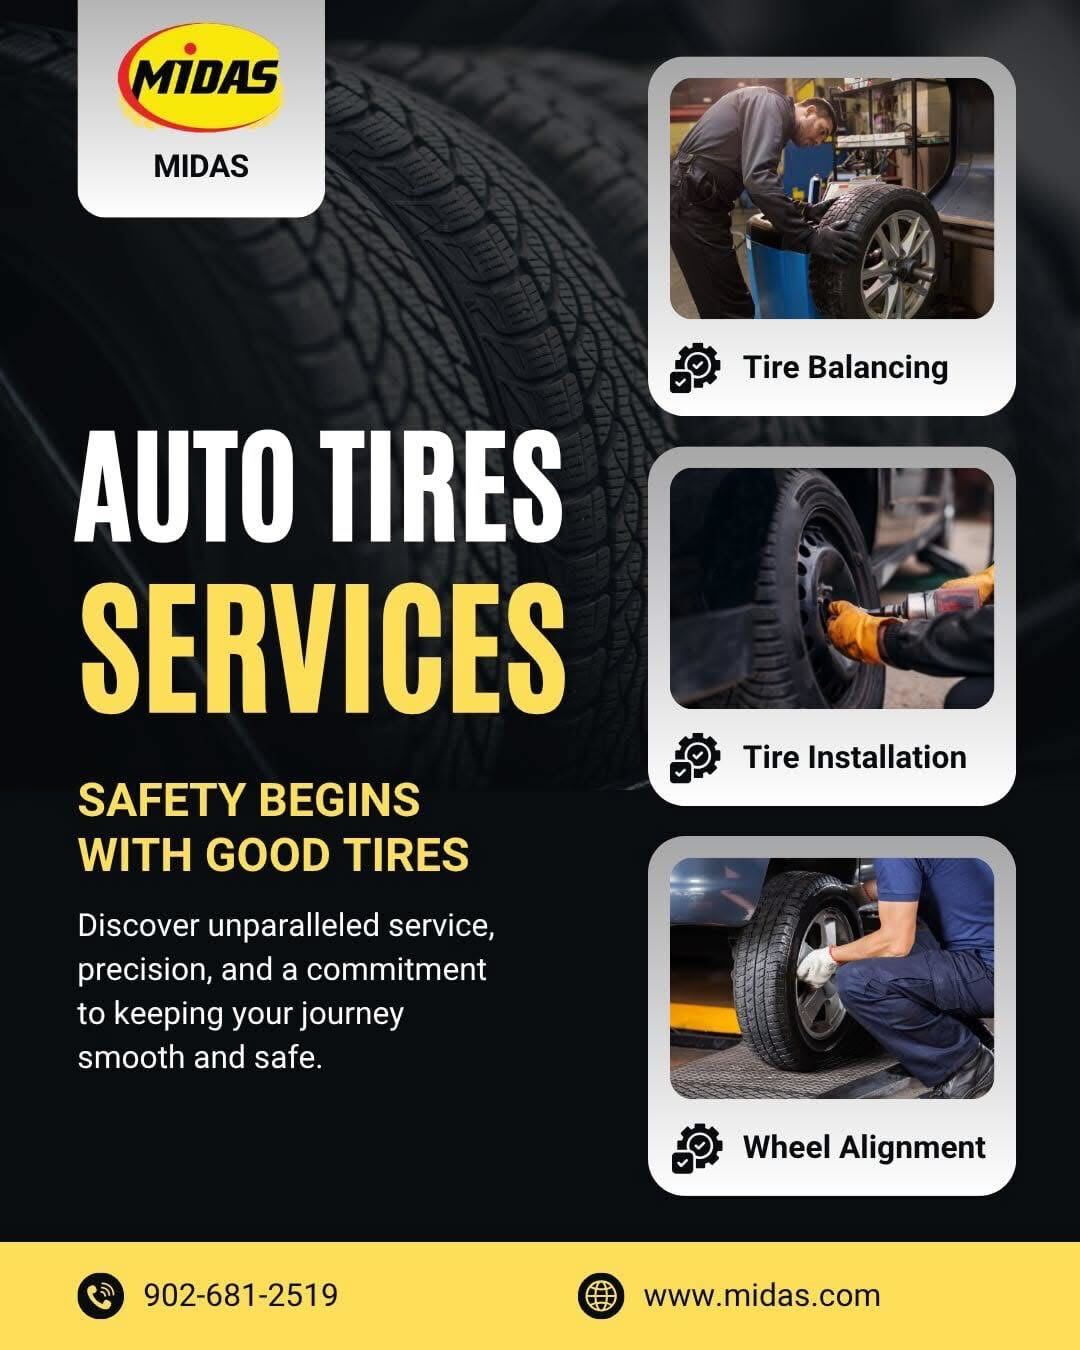 MIDAS
MIDAS
AUTO TIRES
SERVICES
SAFETY BEGINS
WITH GOOD TIRES
Discover unparalleled service,
precision, and a commitment
to keeping your journey
smooth and safe.
Tire Balancing
Tire Installation
Wheel Alignment
902-681-2519
www.midas.com